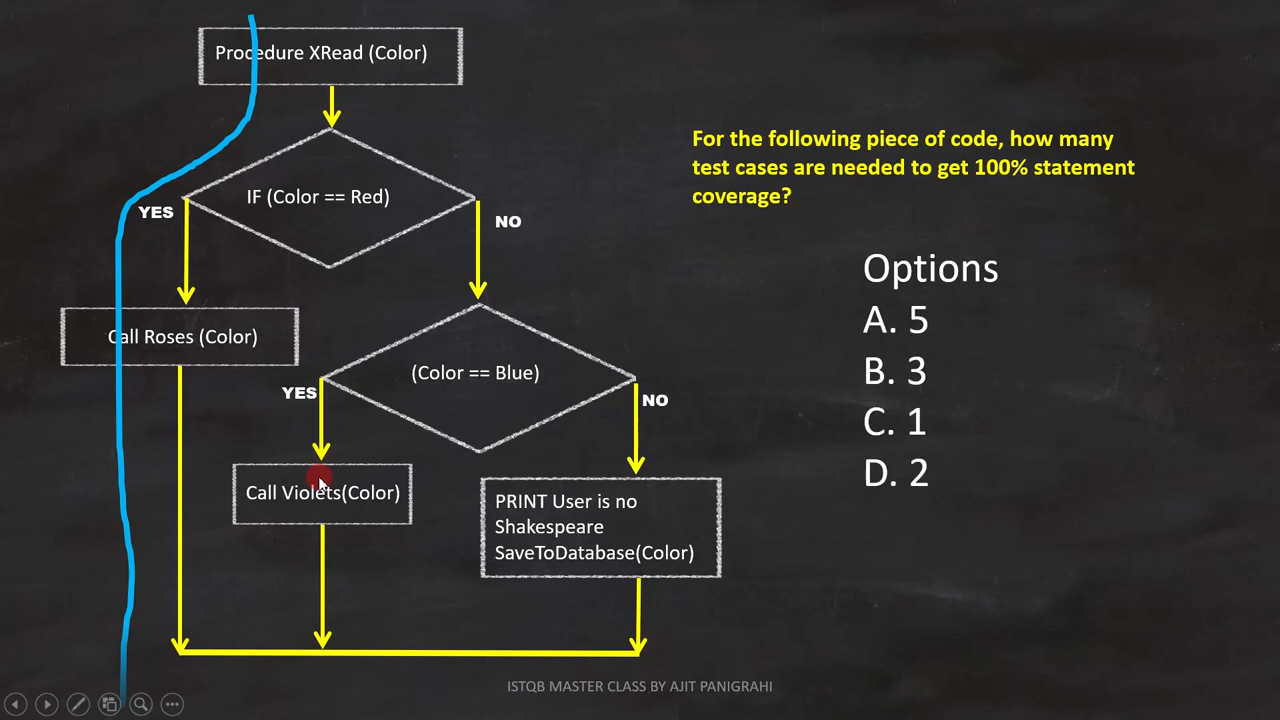 Procedure XRead (Color)
For the following piece of code, how many
test cases are needed to get 100% statement
coverage?
IF (Color == Red)
YES
NO
Options
A. 5
B. 3
C. 1
D. 2
Call Roses (Color)
(Color == Blue)
YES
NO
Call Violets(Color)
PRINT User is no
Shakespeare
SaveToDatabase(Color)
ISTQB MASTER CLASS BY AJIT PANIGRAHI